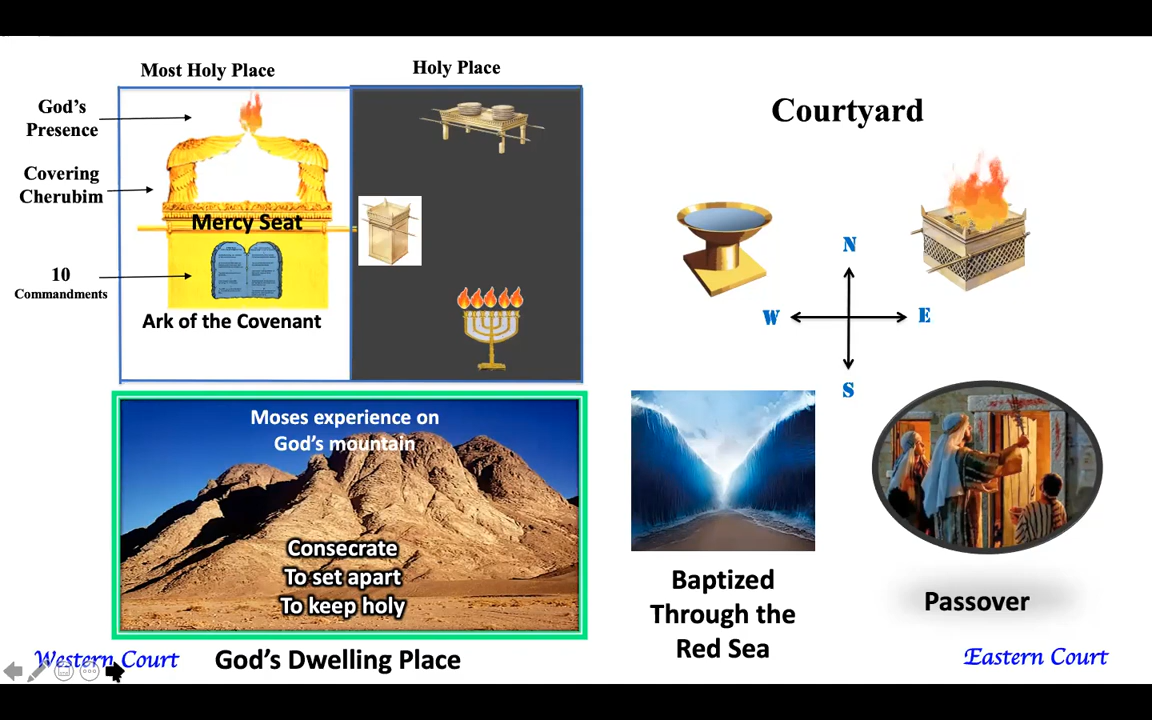 Most Holy Place
Holy Place
God's
Presence
Covering
Cherubim
Mercy Seat
10
Commandments
Ark of the Covenant
Courtyard
N
W
E
S
Moses experience on
God's mountain
Consecrate
To set apart
To keep holy
Baptized
Through the
Red Sea
Passover
Western Court
God's Dwelling Place
Eastern Court